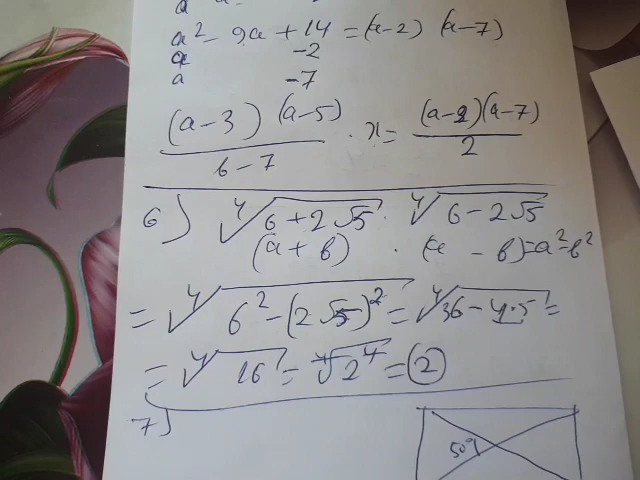 a² - 9a + 14 = (a-2) (a-7)
a -2
a -7
(a-3) (a-5) / 6-7 · x = (a-2)(a-7) / 2
6) ⁴√(6+2√5) · ⁴√(6-2√5)
(a+b) · (a-b)=a²-b²
= ⁴√(6²-(2√5)²) = ⁴√(36-4·5) =
= ⁴√16 = ⁴√2⁴ = 2
7)
50°